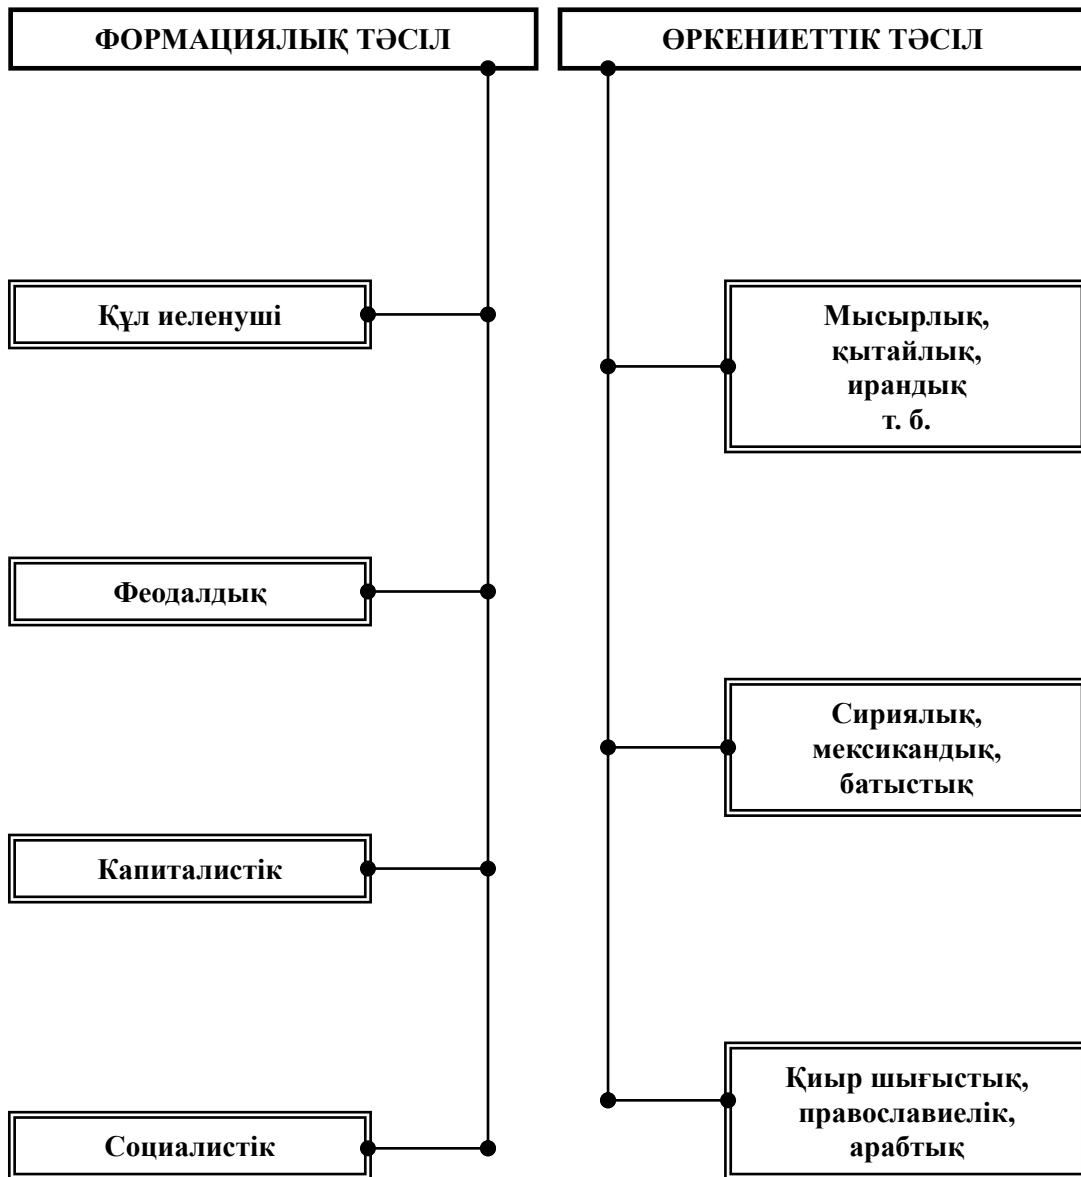 ФОРМАЦИЯЛЫҚ ТӘСІЛ
Құл иеленуші
Феодалдық
Капиталистік
Социалистік
ӨРКЕНИЕТТІК ТӘСІЛ
Мысырлық,
қытайлық,
ирандық
т. б.
Сириялық,
мексикандық,
батыстық
Қиыр шығыстық,
православиелік,
арабтық